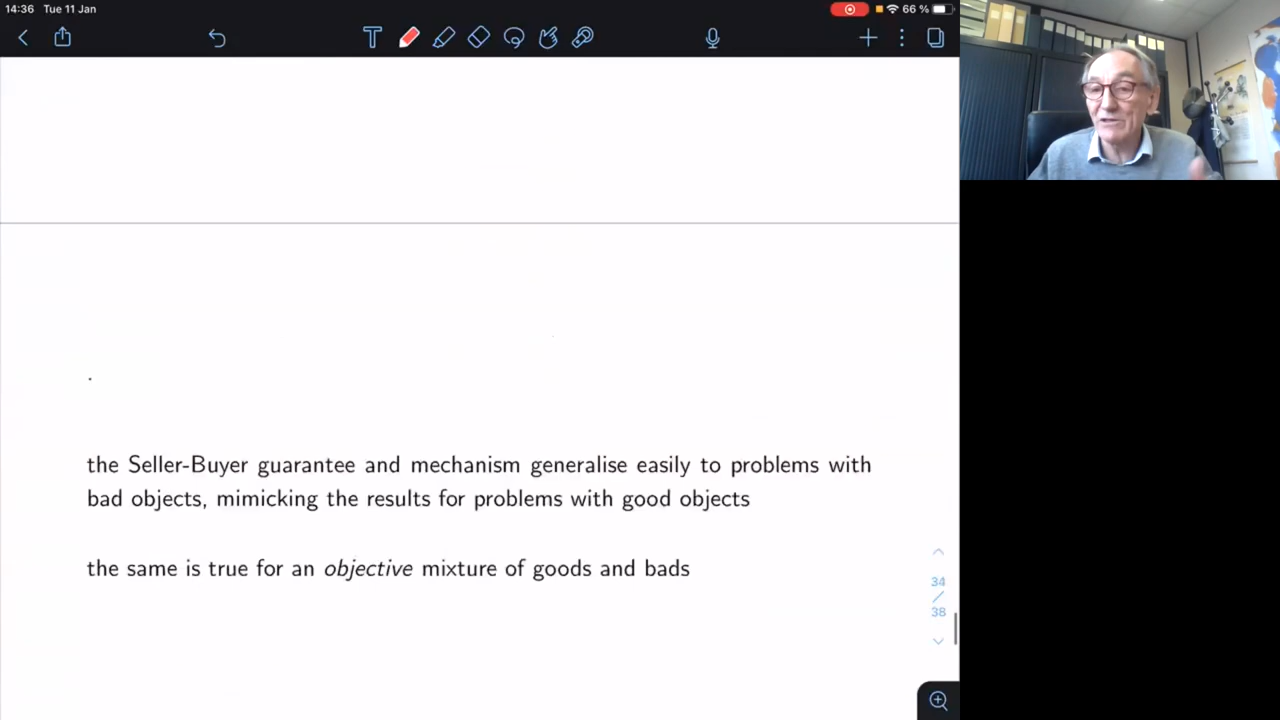 14:36 Tue 11 Jan
66 %
T
.
the Seller-Buyer guarantee and mechanism generalise easily to problems with
bad objects, mimicking the results for problems with good objects
the same is true for an objective mixture of goods and bads
34
/
38